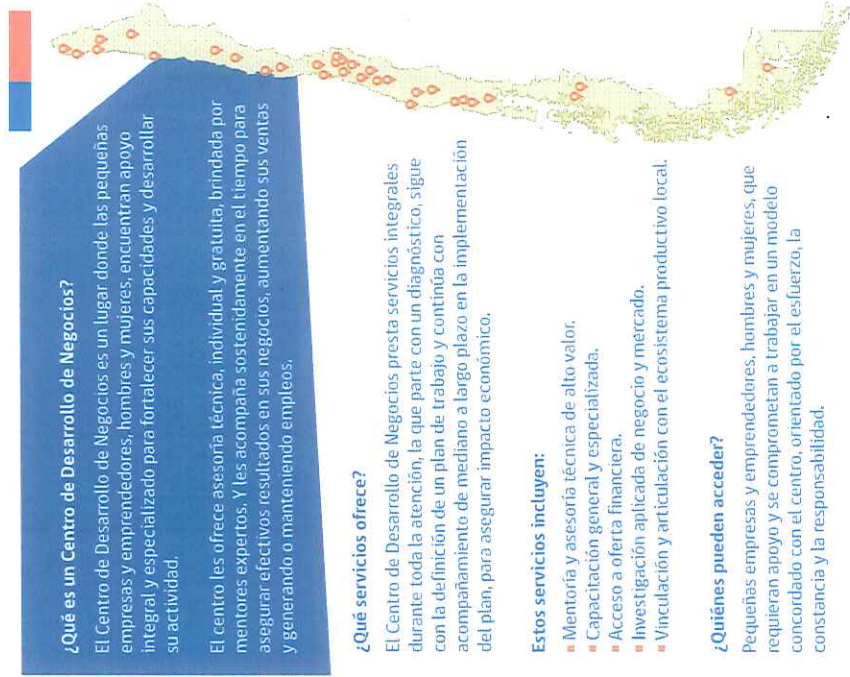 ¿Qué es un Centro de Desarrollo de Negocios?
El Centro de Desarrollo de Negocios es un lugar donde las pequeñas
empresas y emprendedores, hombres y mujeres, encuentran apoyo
integral y especializado para fortalecer sus capacidades y desarrollar
su actividad.
El centro les ofrece asesoría técnica, individual y gratuita, brindada por
mentores expertos. Y les acompaña sostenidamente en el tiempo para
asegurar efectivos resultados en sus negocios, aumentando sus ventas
y generando o manteniendo empleos.
¿Qué servicios ofrece?
El Centro de Desarrollo de Negocios presta servicios integrales
durante toda la atención, la que parte con un diagnóstico, sigue
con la definición de un plan de trabajo y continúa con
acompañamiento de mediano a largo plazo en la implementación
del plan, para asegurar impacto económico.
Estos servicios incluyen:
Mentoría y asesoría técnica de alto valor.
Capacitación general y especializada.
Acceso a oferta financiera.
Investigación aplicada de negocio y mercado.
Vinculación y articulación con el ecosistema productivo local.
¿Quiénes pueden acceder?
Pequeñas empresas y emprendedores, hombres y mujeres, que
requieran apoyo y se comprometan a trabajar en un modelo
concordado con el centro, orientado por el esfuerzo, la
constancia y la responsabilidad.